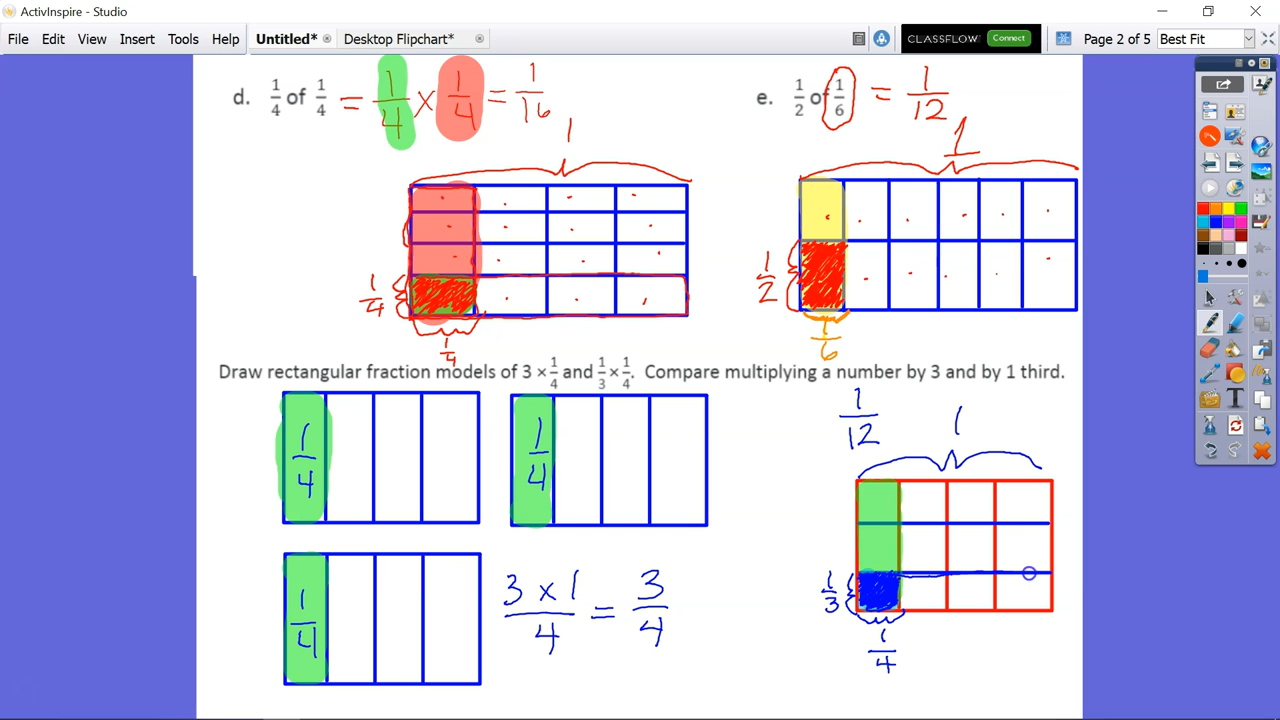 ActivInspire - Studio
File Edit View Insert Tools Help Untitled* Desktop Flipchart* CLASSFLOW Connect Page 2 of 5 Best Fit
d. 1/4 of 1/4 = 1/4 x 1/4 = 1/16
e. 1/2 of 1/6 = 1/12
1
1
1/4
1/4
1/2
1/6
Draw rectangular fraction models of 3 × 1/4 and 1/3 × 1/4. Compare multiplying a number by 3 and by 1 third.
1/4
1/4
1/12
1
1/4
3 x 1/4 = 3/4
1/3
1/4